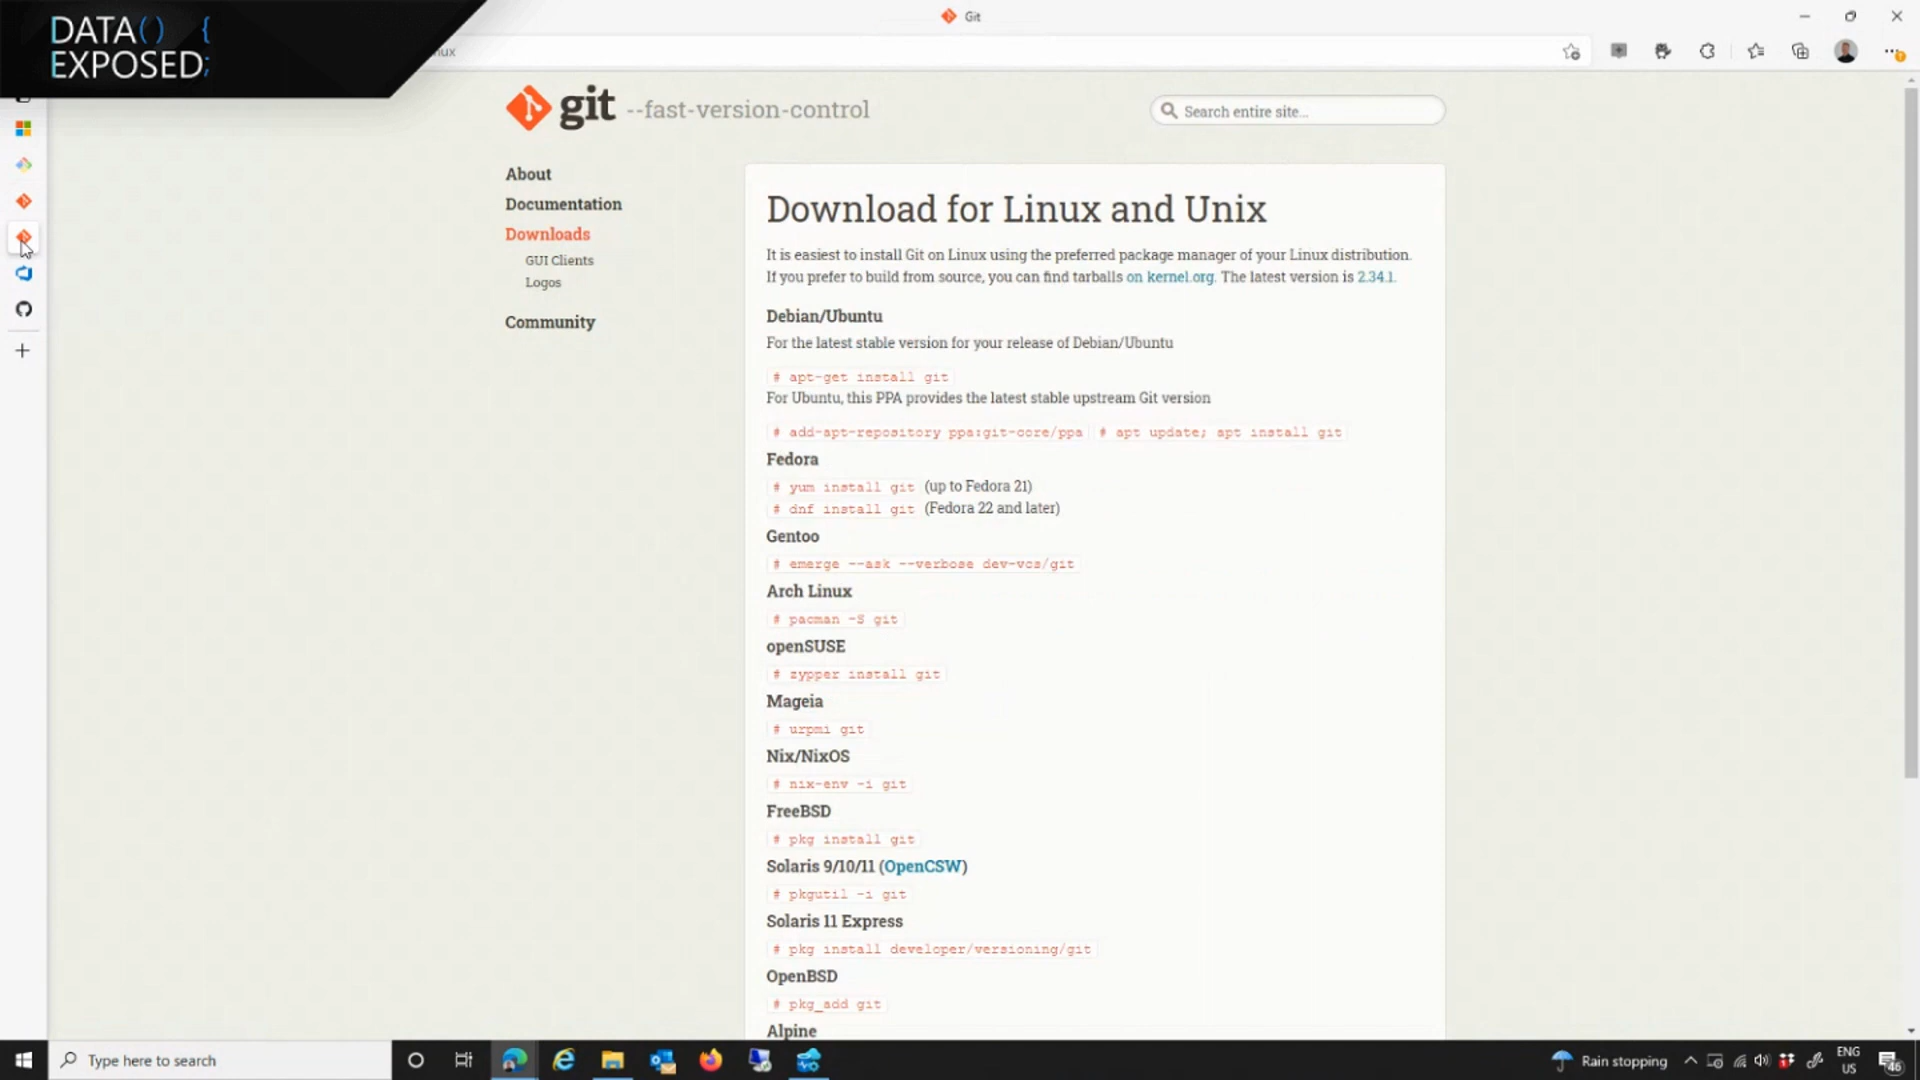 DATA() {
EXPOSED;
Git
nux
git --fast-version-control
Search entire site...
About
Documentation
Downloads
GUI Clients
Logos
Community
Download for Linux and Unix
It is easiest to install Git on Linux using the preferred package manager of your Linux distribution.
If you prefer to build from source, you can find tarballs on kernel.org. The latest version is 2.34.1.
Debian/Ubuntu
For the latest stable version for your release of Debian/Ubuntu
# apt-get install git
For Ubuntu, this PPA provides the latest stable upstream Git version
# add-apt-repository ppa:git-core/ppa # apt update; apt install git
Fedora
# yum install git (up to Fedora 21)
# dnf install git (Fedora 22 and later)
Gentoo
# emerge --ask --verbose dev-vcs/git
Arch Linux
# pacman -S git
openSUSE
# zypper install git
Mageia
# urpmi git
Nix/NixOS
# nix-env -i git
FreeBSD
# pkg install git
Solaris 9/10/11 (OpenCSW)
# pkgutil -i git
Solaris 11 Express
# pkg install developer/versioning/git
OpenBSD
# pkg_add git
Alpine
Type here to search
Rain stopping
ENG
US
46